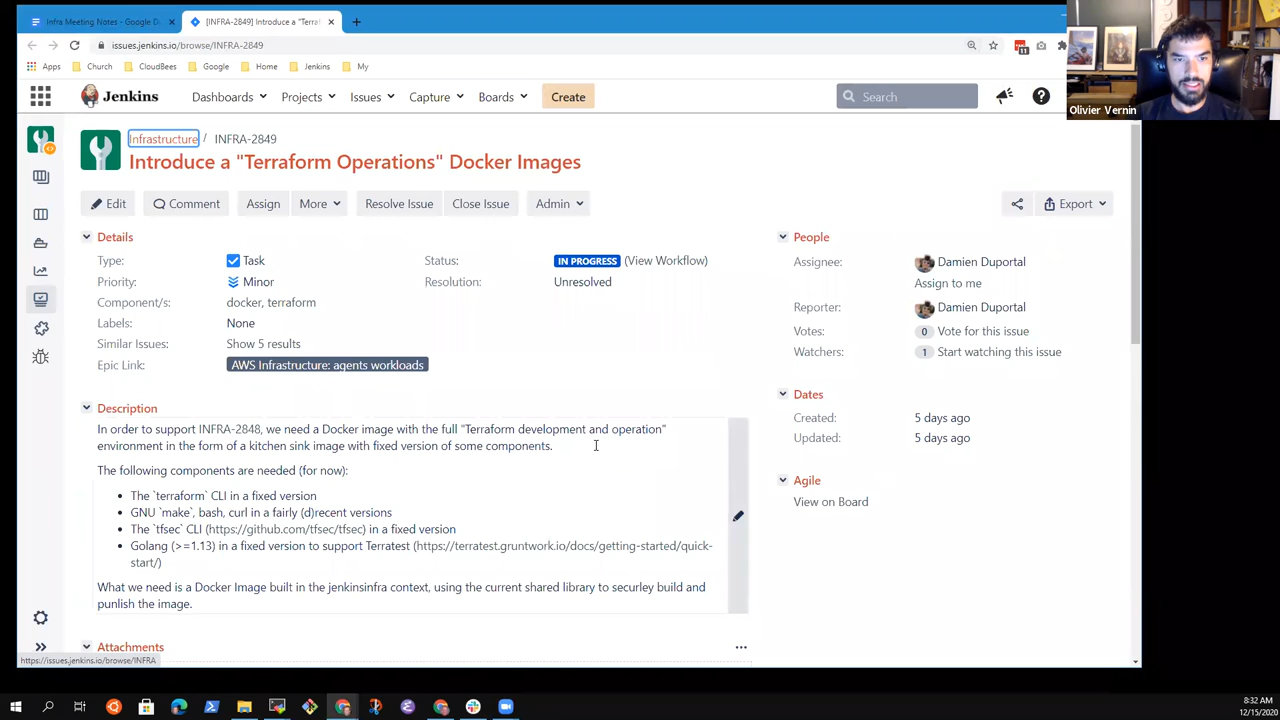 Infra Meeting Notes - Google D
[INFRA-2849] Introduce a "Terraf
issues.jenkins.io/browse/INFRA-2849
11
Apps
Church
CloudBees
Google
Home
Jenkins
My
Olivier Vernin
Jenkins
Dashboards
Projects
Issues
Capture
Boards
Create
Search
Infrastructure / INFRA-2849
Introduce a "Terraform Operations" Docker Images
Edit
Comment
Assign
More
Resolve Issue
Close Issue
Admin
Export
Details
Type: Task
Status: IN PROGRESS (View Workflow)
Priority: Minor
Resolution: Unresolved
Component/s: docker, terraform
Labels: None
Similar Issues: Show 5 results
Epic Link: AWS Infrastructure: agents workloads
People
Assignee: Damien Duportal
Assign to me
Reporter: Damien Duportal
Votes: 0 Vote for this issue
Watchers: 1 Start watching this issue
Dates
Created: 5 days ago
Updated: 5 days ago
Agile
View on Board
Description
In order to support INFRA-2848, we need a Docker image with the full "Terraform development and operation"
environment in the form of a kitchen sink image with fixed version of some components.
The following components are needed (for now):
• The `terraform` CLI in a fixed version
• GNU `make`, bash, curl in a fairly (d)recent versions
• The `tfsec` CLI (https://github.com/tfsec/tfsec) in a fixed version
• Golang (>=1.13) in a fixed version to support Terratest (https://terratest.gruntwork.io/docs/getting-started/quick-
start/)
What we need is a Docker Image built in the jenkinsinfra context, using the current shared library to securley build and
punlish the image.
Attachments
https://issues.jenkins.io/browse/INFRA
8:32 AM
12/15/2020